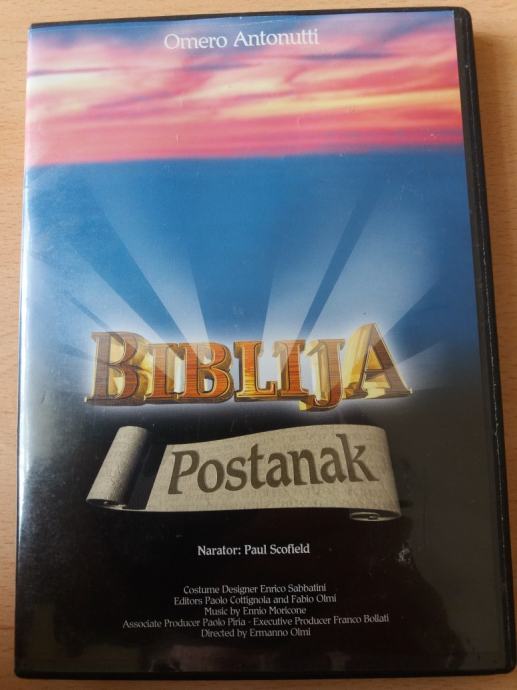 Omero Antonutti
BIBLIJA
Postanak
Narator: Paul Scofield
Costume Designer Enrico Sabbatini
Editors Paolo Cottignola and Fabio Olmi
Music by Ennio Moricone
Associate Producer Paolo Piria - Executive Producer Franco Bollati
Directed by Ermanno Olmi